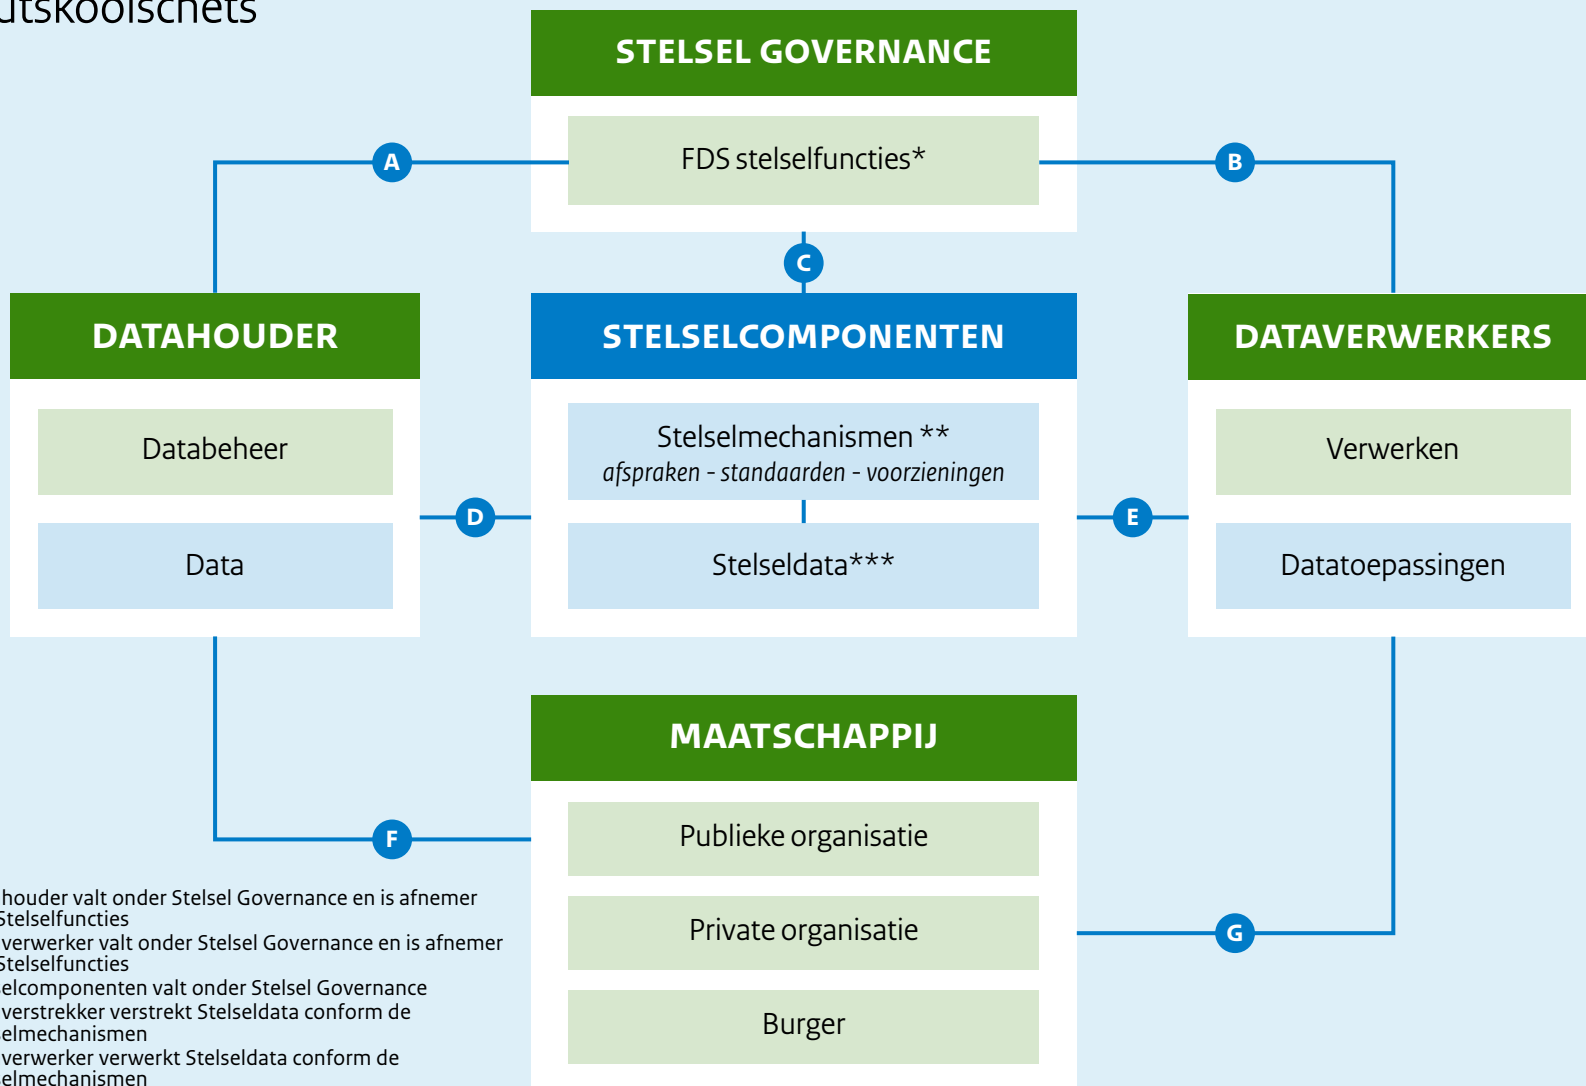 STELSEL GOVERNANCE
FDS stelselfuncties*
A
B
C
DATAHOUDER
STELSELCOMPONENTEN
DATAVERWERKERS
Databeheer
Stelselmechanismen **
afspraken - standaarden - voorzieningen
Verwerken
D
E
Data
Stelseldata***
Datatoepassingen
MAATSCHAPPIJ
Publieke organisatie
F
Private organisatie
G
Burger
houder valt onder Stelsel Governance en is afnemer
Stelselfuncties
verwerker valt onder Stelsel Governance en is afnemer
Stelselfuncties
elcomponenten valt onder Stelsel Governance
verstrekker verstrekt Stelseldata conform de
elmechanismen
verwerker verwerkt Stelseldata conform de
elmechanismen